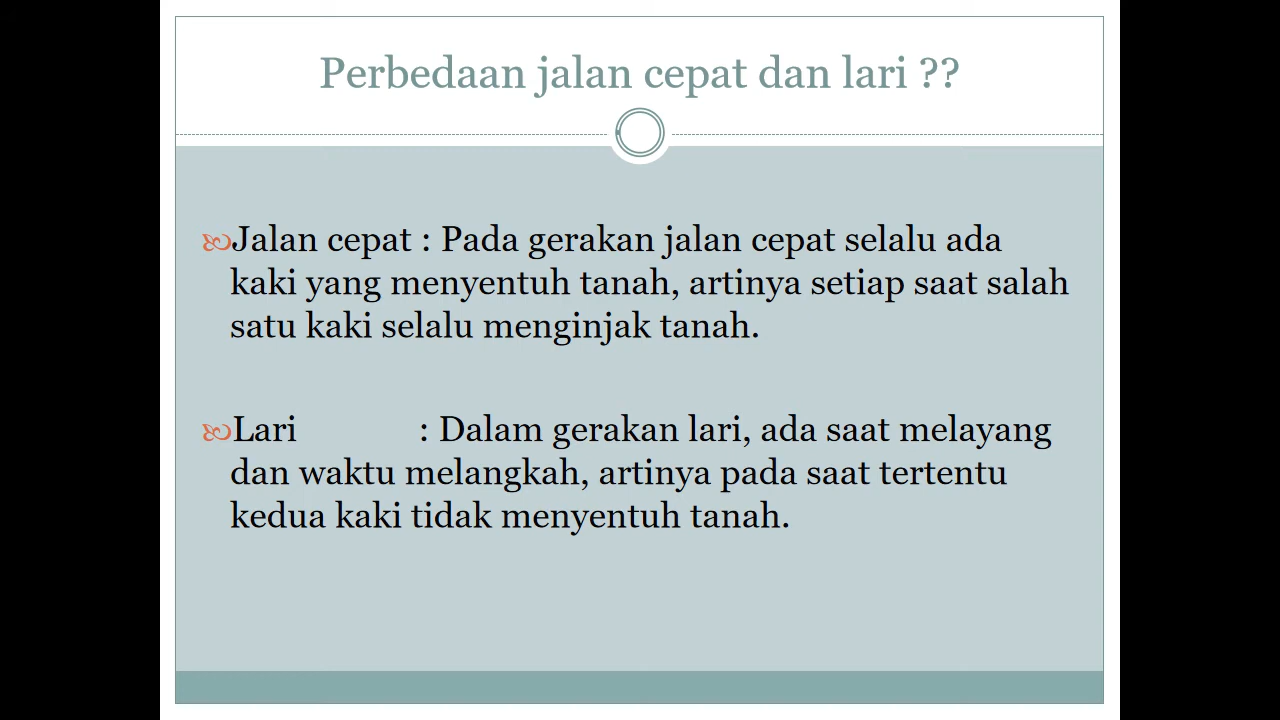 Perbedaan jalan cepat dan lari ??
Jalan cepat : Pada gerakan jalan cepat selalu ada
kaki yang menyentuh tanah, artinya setiap saat salah
satu kaki selalu menginjak tanah.
Lari : Dalam gerakan lari, ada saat melayang
dan waktu melangkah, artinya pada saat tertentu
kedua kaki tidak menyentuh tanah.